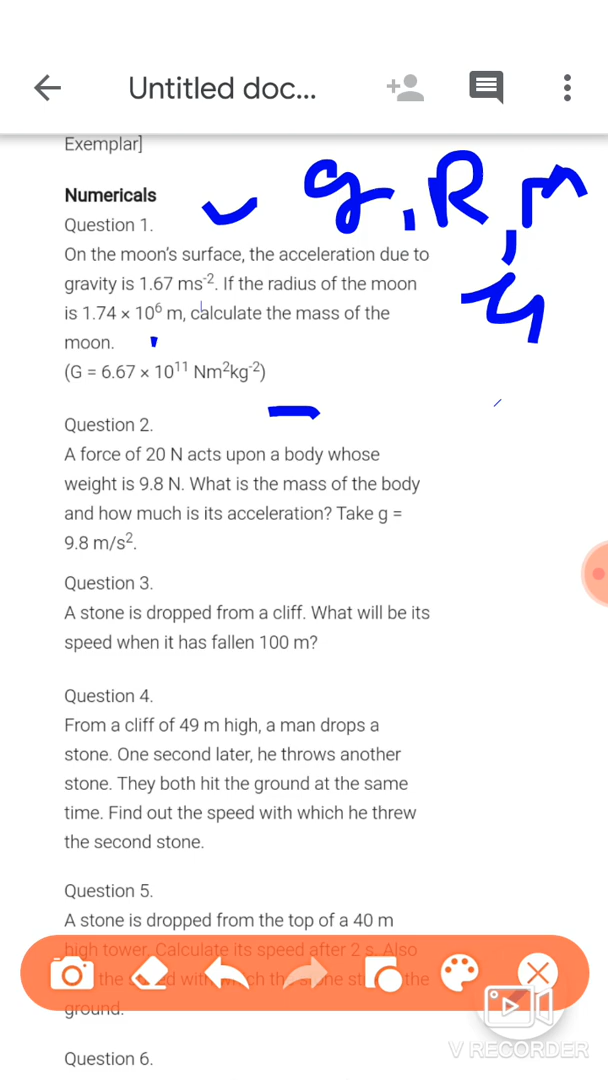 Untitled doc...
Exemplar]
g, R, m
Numericals
Question 1.
On the moon's surface, the acceleration due to
gravity is 1.67 ms⁻². If the radius of the moon
is 1.74 × 10⁶ m, calculate the mass of the
moon.
(G = 6.67 × 10¹¹ Nm²kg⁻²)
Question 2.
A force of 20 N acts upon a body whose
weight is 9.8 N. What is the mass of the body
and how much is its acceleration? Take g =
9.8 m/s².
Question 3.
A stone is dropped from a cliff. What will be its
speed when it has fallen 100 m?
Question 4.
From a cliff of 49 m high, a man drops a
stone. One second later, he throws another
stone. They both hit the ground at the same
time. Find out the speed with which he threw
the second stone.
Question 5.
A stone is dropped from the top of a 40 m
high tower. Calculate its speed after 2 s. Also
the with which the the
ground.
V RECORDER
Question 6.